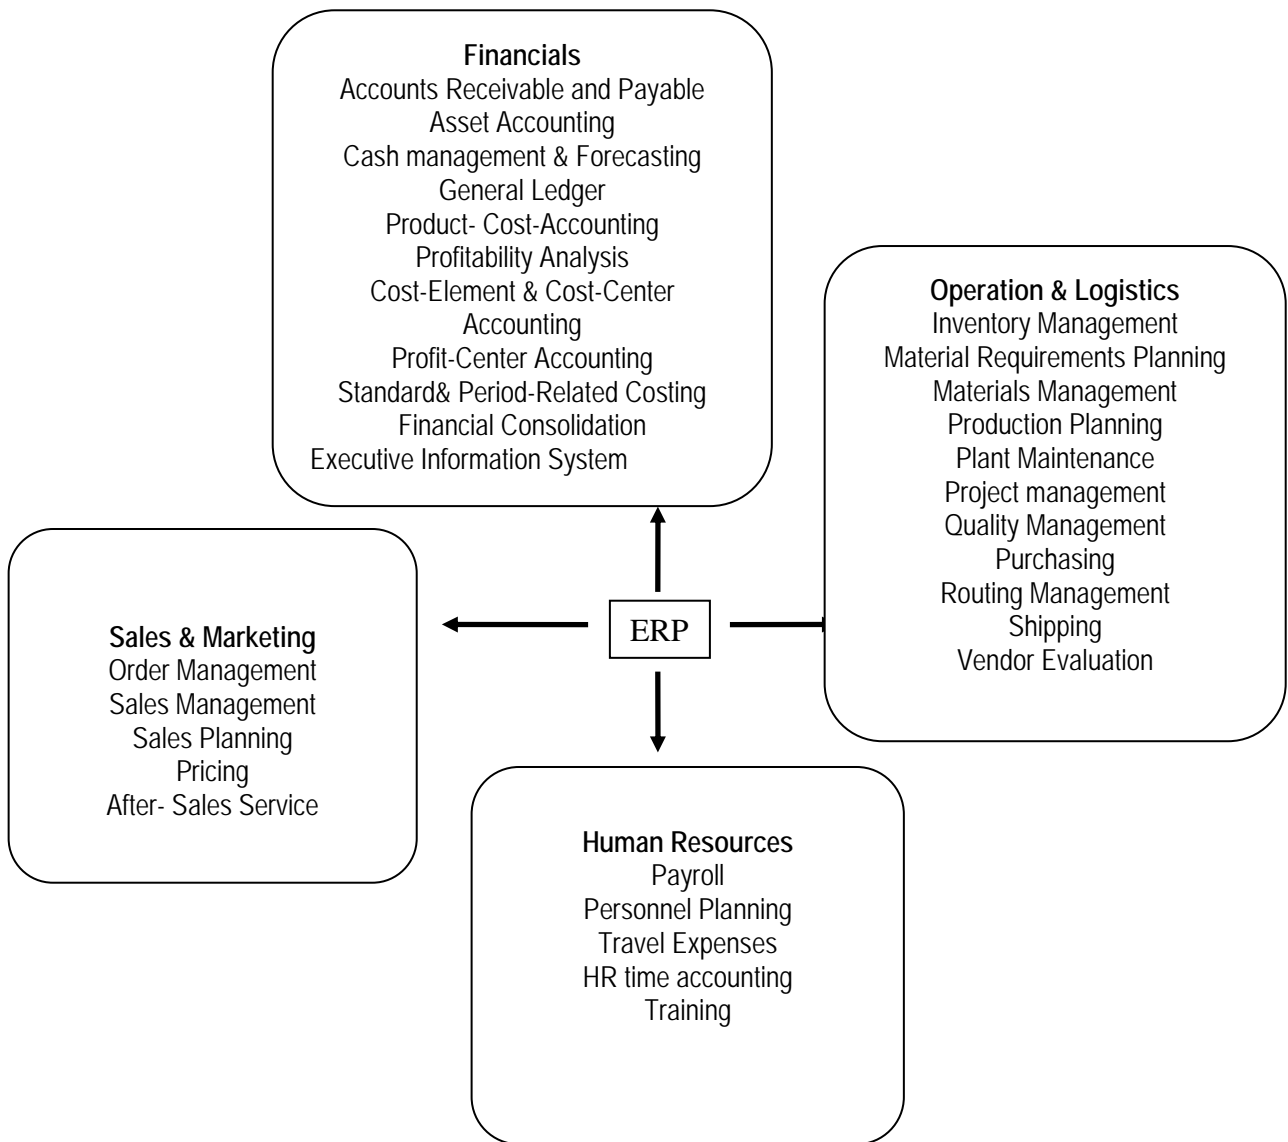 Financials
Accounts Receivable and Payable
Asset Accounting
Cash management & Forecasting
General Ledger
Product- Cost-Accounting
Profitability Analysis
Cost-Element & Cost-Center
Accounting
Profit-Center Accounting
Standard& Period-Related Costing
Financial Consolidation
Executive Information System
Operation & Logistics
Inventory Management
Material Requirements Planning
Materials Management
Production Planning
Plant Maintenance
Project management
Quality Management
Purchasing
Routing Management
Shipping
Vendor Evaluation
ERP
Sales & Marketing
Order Management
Sales Management
Sales Planning
Pricing
After- Sales Service
Human Resources
Payroll
Personnel Planning
Travel Expenses
HR time accounting
Training